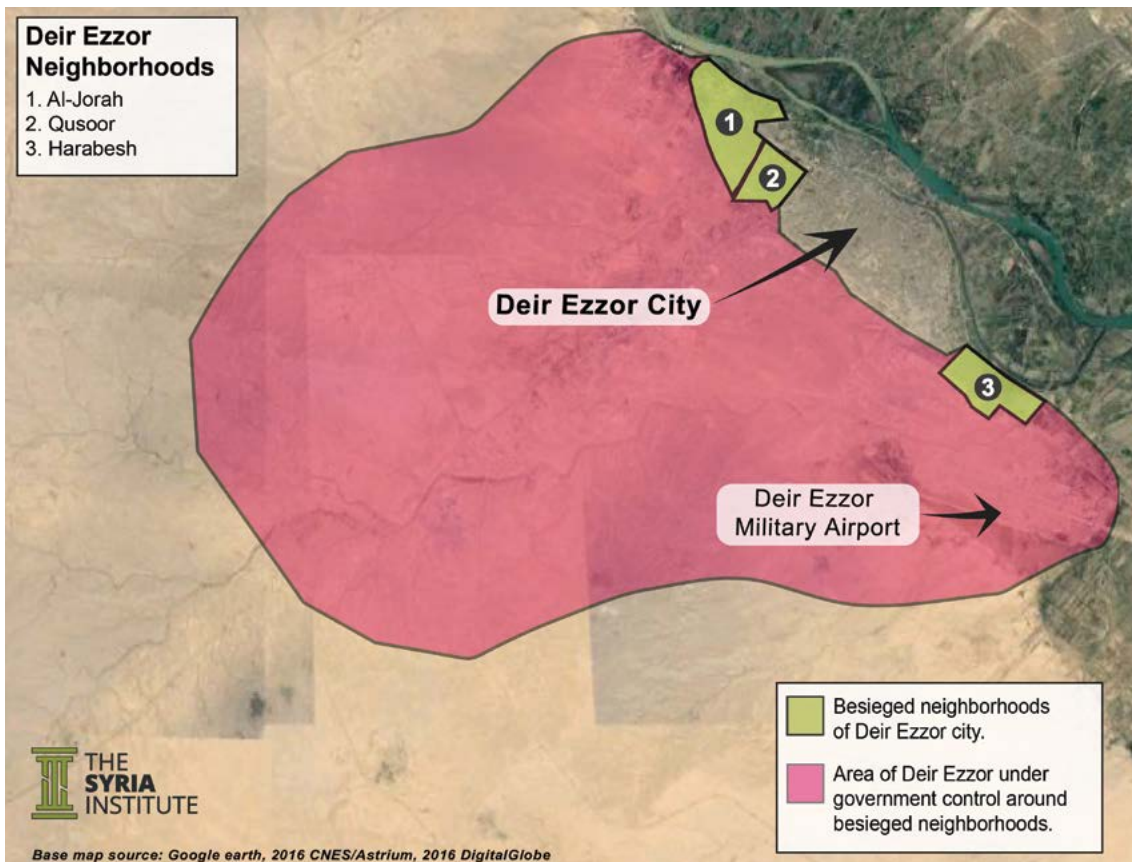 Deir Ezzor
Neighborhoods
1. Al-Jorah
2. Qusoor
3. Harabesh
1
2
Deir Ezzor City
3
Deir Ezzor
Military Airport
Besieged neighborhoods
of Deir Ezzor city.
Area of Deir Ezzor under
government control around
besieged neighborhoods.
THE
SYRIA
INSTITUTE
Base map source: Google earth, 2016 CNES/Astrium, 2016 DigitalGlobe